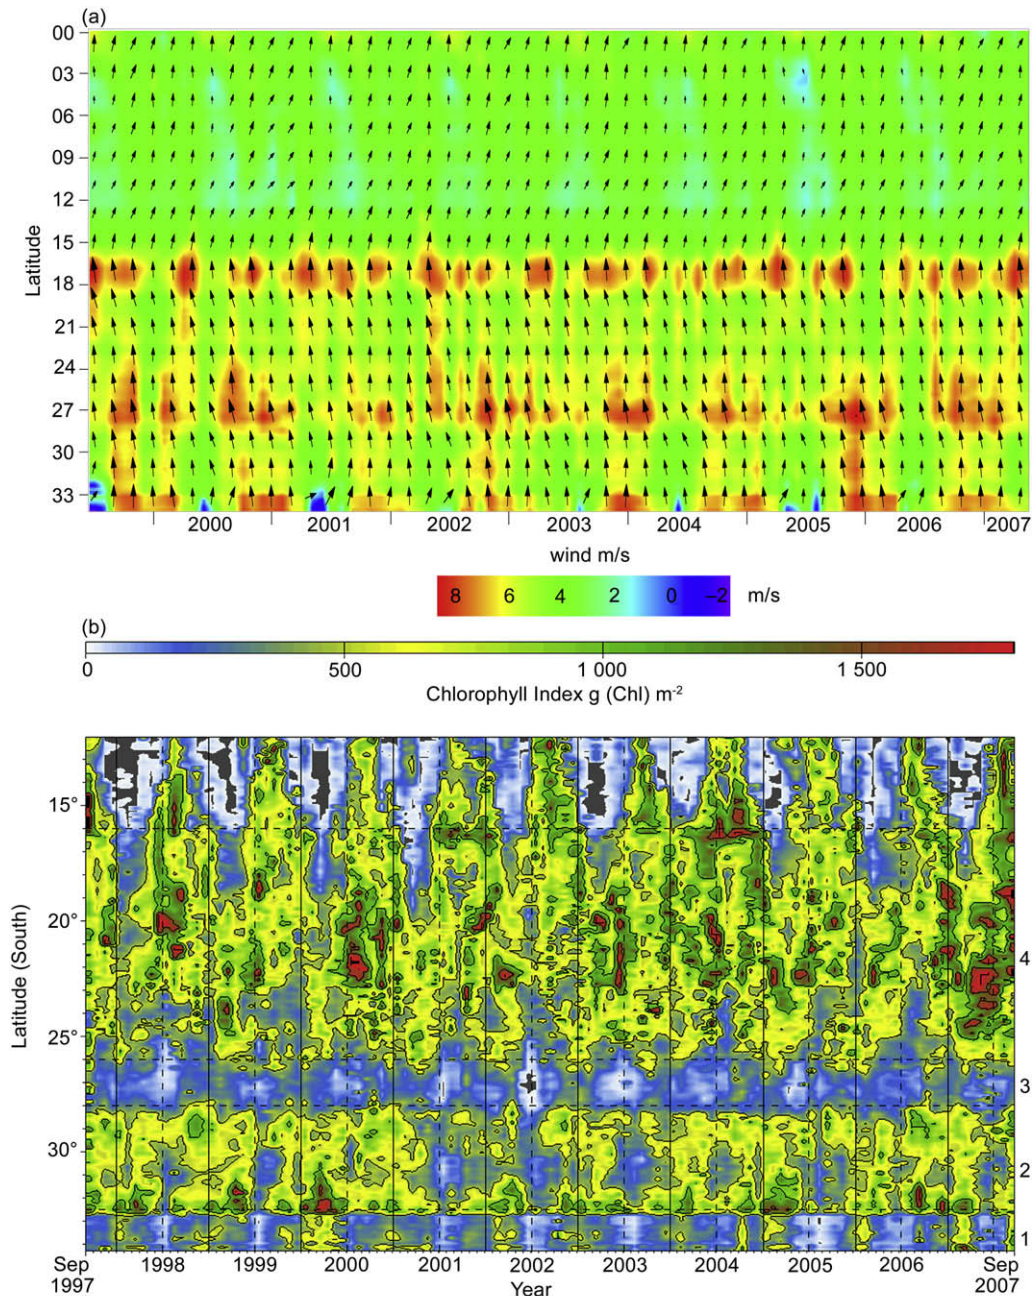 (a)
00
03
06
09
12
15
18
21
24
27
30
33
Latitude
2000 2001 2002 2003 2004 2005 2006 2007
wind m/s
8 6 4 2 0 –2 m/s
(b)
0 500 1 000 1 500
Chlorophyll Index g (Chl) m-2
15°
20°
25°
30°
Latitude (South)
4
3
2
1
Sep 1998 1999 2000 2001 2002 2003 2004 2005 2006 Sep
1997 2007
Year